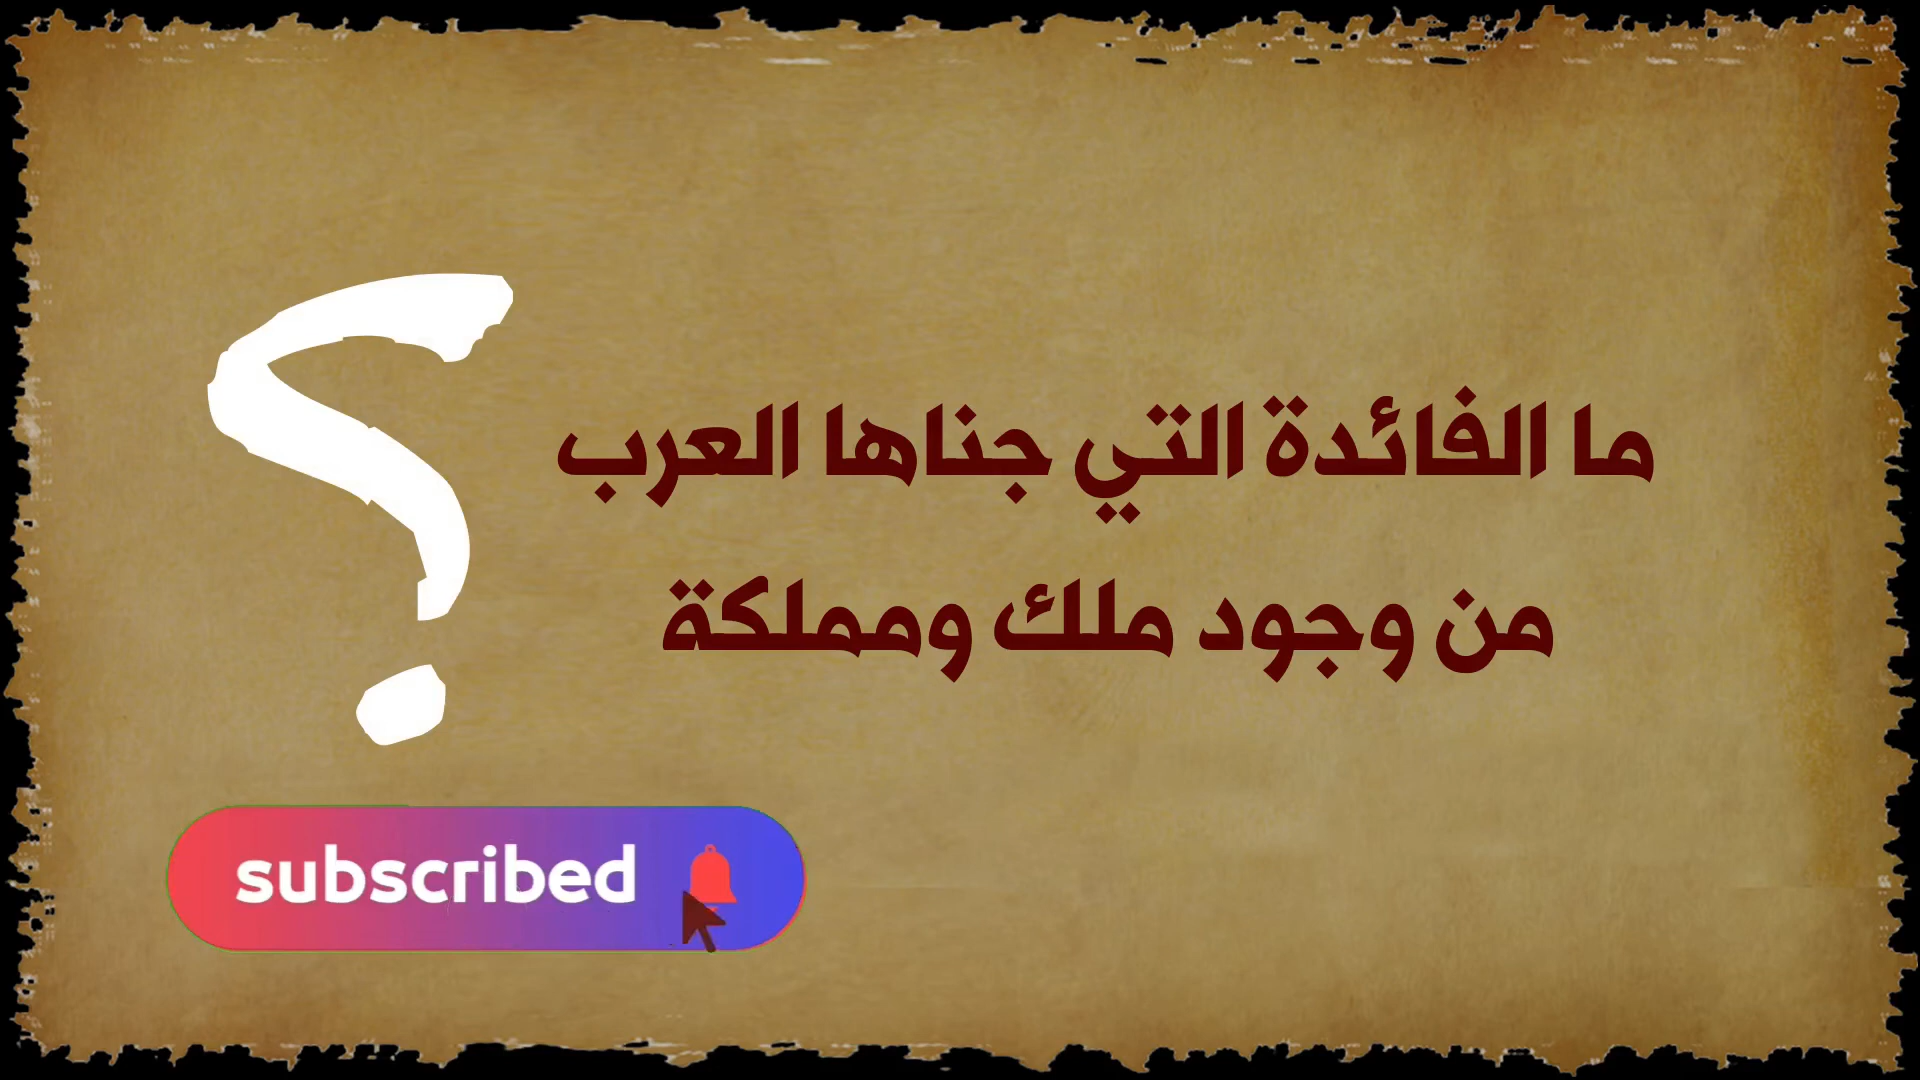 ما الفائدة التي جناها العرب
من وجود ملك ومملكة
؟
subscribed